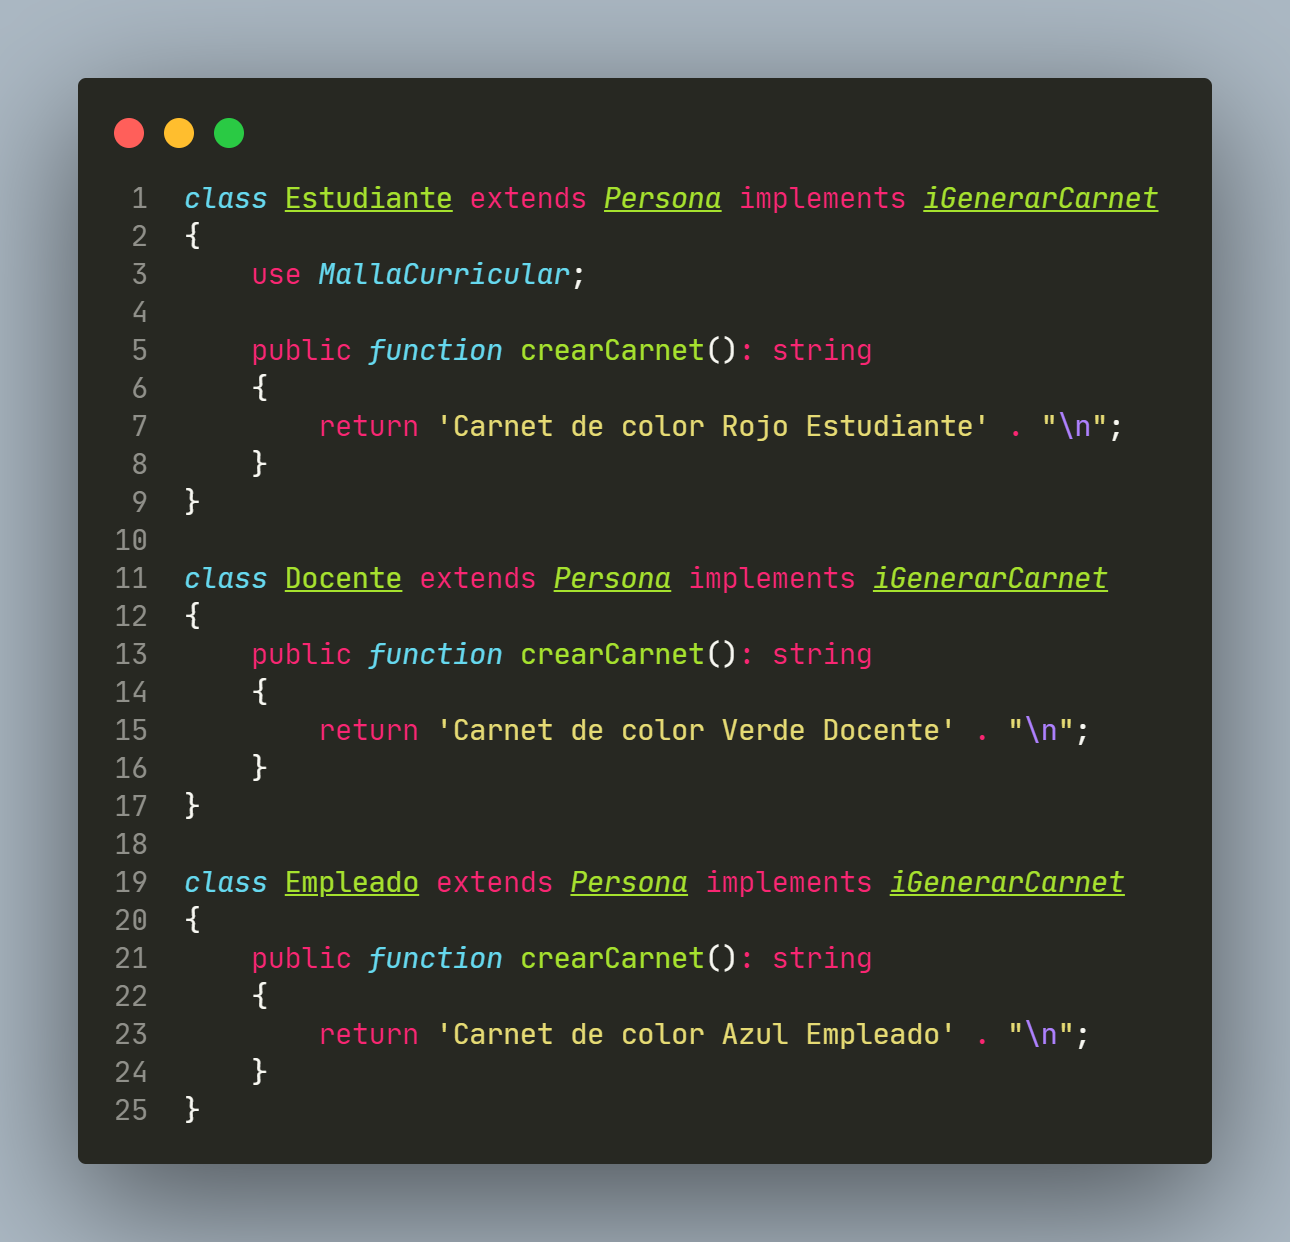 1 class Estudiante extends Persona implements iGenerarCarnet
2 {
3     use MallaCurricular;
4
5     public function crearCarnet(): string
6     {
7         return 'Carnet de color Rojo Estudiante' . "\n";
8     }
9 }
10
11 class Docente extends Persona implements iGenerarCarnet
12 {
13     public function crearCarnet(): string
14     {
15         return 'Carnet de color Verde Docente' . "\n";
16     }
17 }
18
19 class Empleado extends Persona implements iGenerarCarnet
20 {
21     public function crearCarnet(): string
22     {
23         return 'Carnet de color Azul Empleado' . "\n";
24     }
25 }